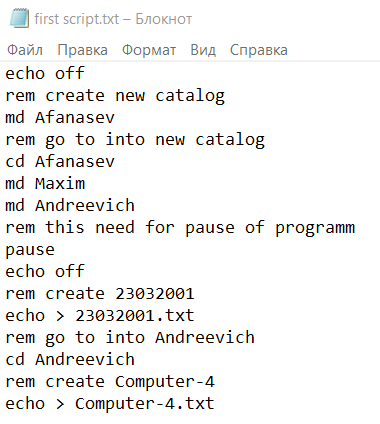 first script.txt – Блокнот
Файл Правка Формат Вид Справка
echo off
rem create new catalog
md Afanasev
rem go to into new catalog
cd Afanasev
md Maxim
md Andreevich
rem this need for pause of programm
pause
echo off
rem create 23032001
echo > 23032001.txt
rem go to into Andreevich
cd Andreevich
rem create Computer-4
echo > Computer-4.txt